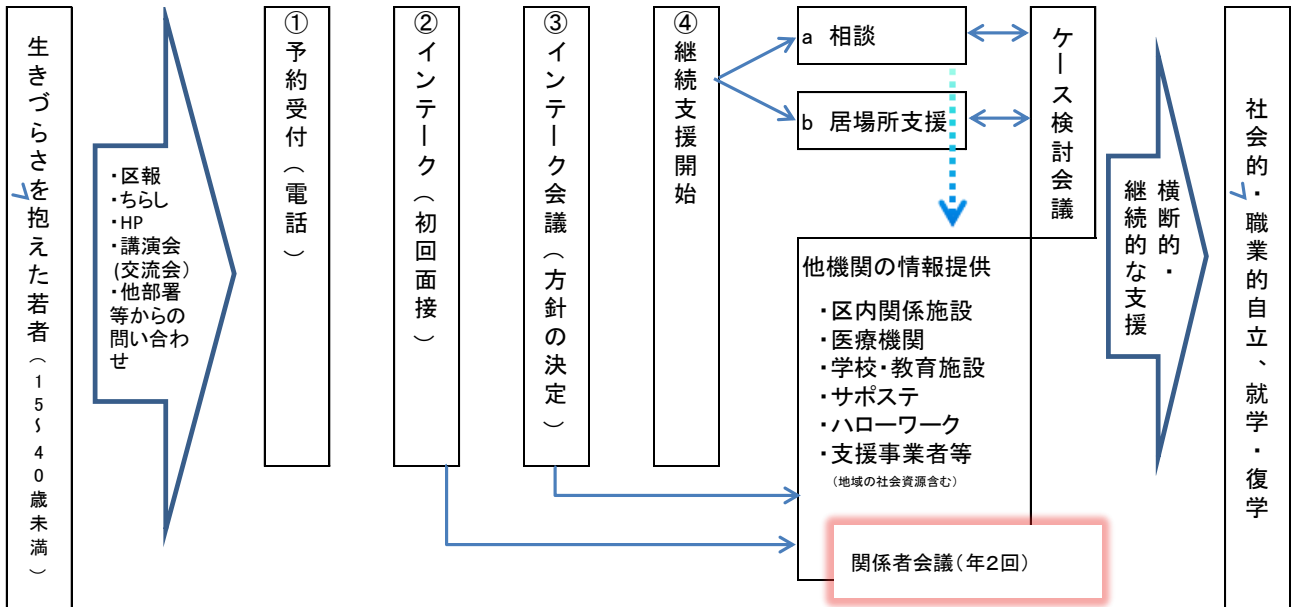 生きづらさを抱えた若者（15～40歳未満）
・区報
・ちらし
・HP
・講演会
(交流会）
・他部署
等からの
問い合わ
せ
①予約受付（電話）
②インテーク（初回面接）
③インテーク会議（方針の決定）
④継続支援開始
a 相談
b 居場所支援
ケース検討会議
他機関の情報提供
・区内関係施設
・医療機関
・学校・教育施設
・サポステ
・ハローワーク
・支援事業者等
（地域の社会資源含む）
関係者会議（年２回）
横断的・
継続的な支援
社会的・職業的自立、就学・復学